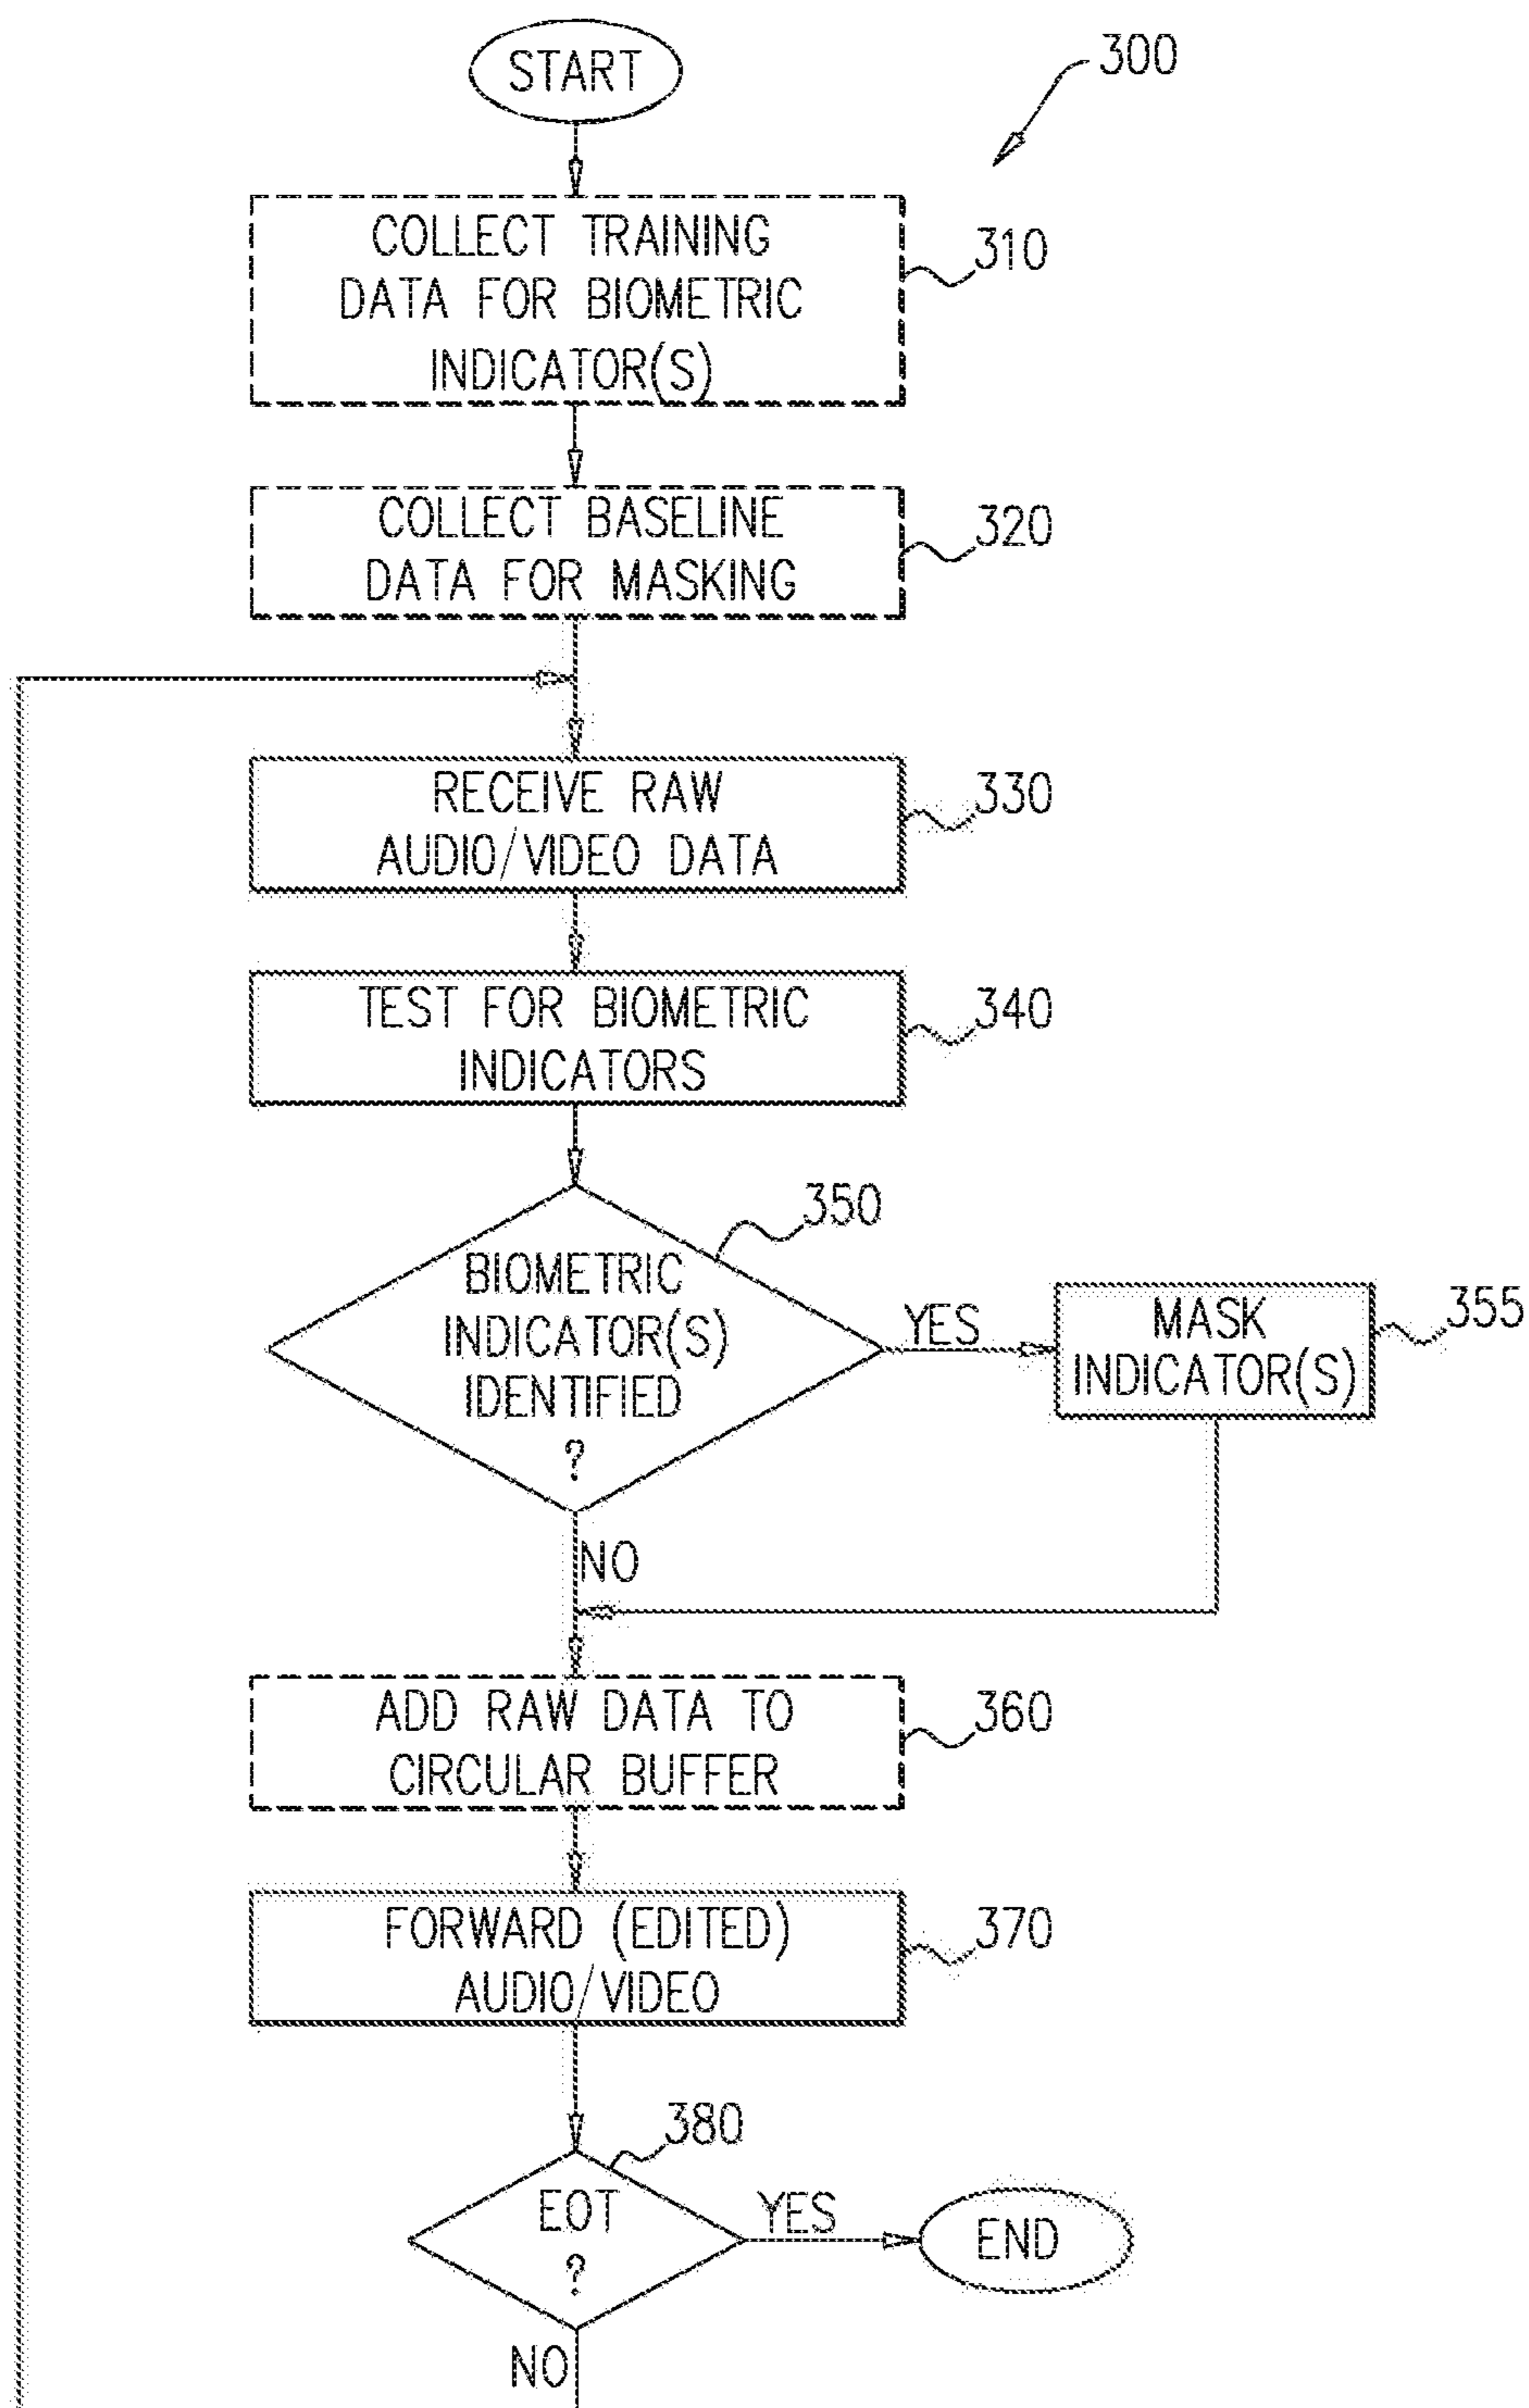 START
300
COLLECT TRAINING
DATA FOR BIOMETRIC
INDICATOR(S)
310
COLLECT BASELINE
DATA FOR MASKING
320
RECEIVE RAW
AUDIO/VIDEO DATA
330
TEST FOR BIOMETRIC
INDICATORS
340
350
BIOMETRIC
INDICATOR(S)
IDENTIFIED
?
YES
MASK
INDICATOR(S)
355
NO
ADD RAW DATA TO
CIRCULAR BUFFER
360
FORWARD (EDITED)
AUDIO/VIDEO
370
380
EOT
?
YES
END
NO